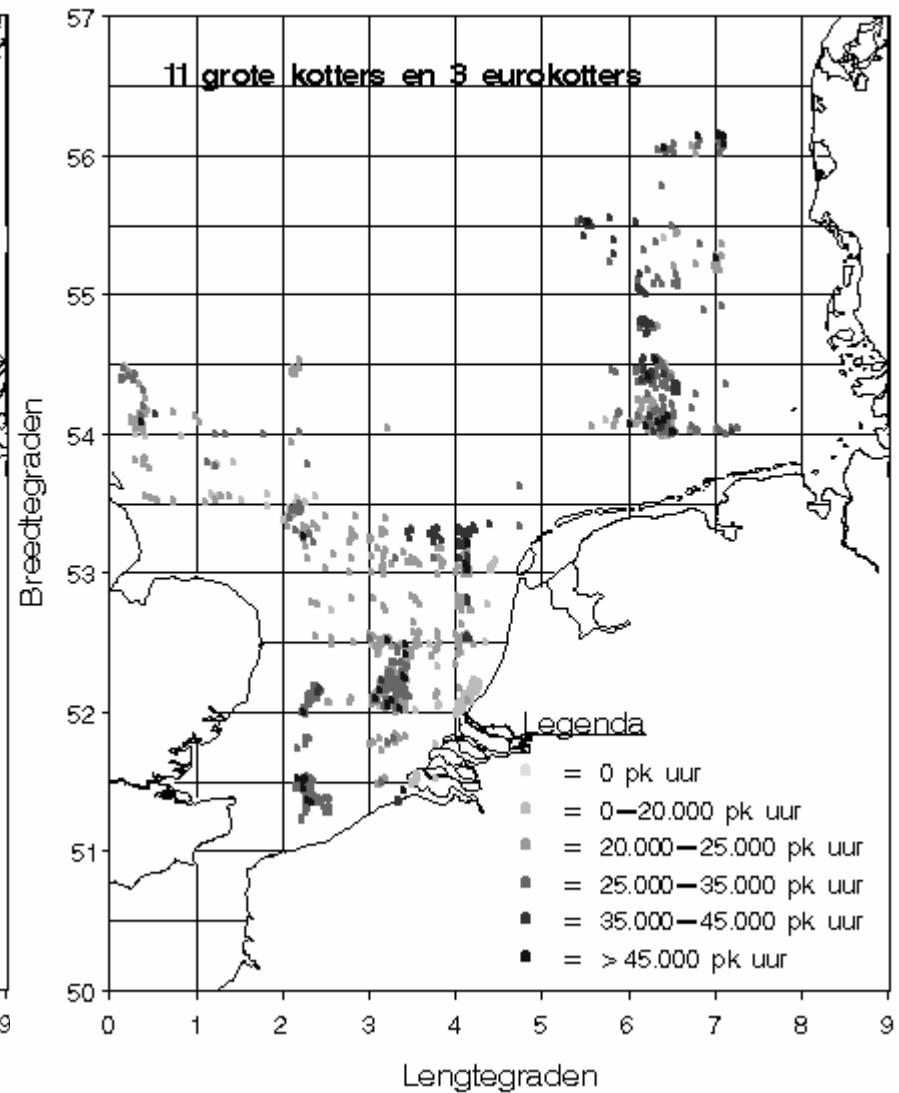 11 grote kotters en 3 eurokotters
57
56
55
54
53
52
51
50
Breedtegraden
Legenda
= 0 pk uur
= 0–20.000 pk uur
= 20.000–25.000 pk uur
= 25.000–35.000 pk uur
= 35.000–45.000 pk uur
= >45.000 pk uur
9 0 1 2 3 4 5 6 7 8 9
Lengtegraden